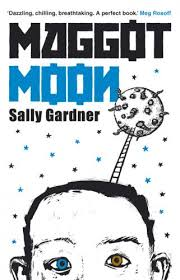 'Dazzling, chilling, breathtaking. A perfect book.' Meg Rosoff
MAGGOT
MOON
Sally Gardner